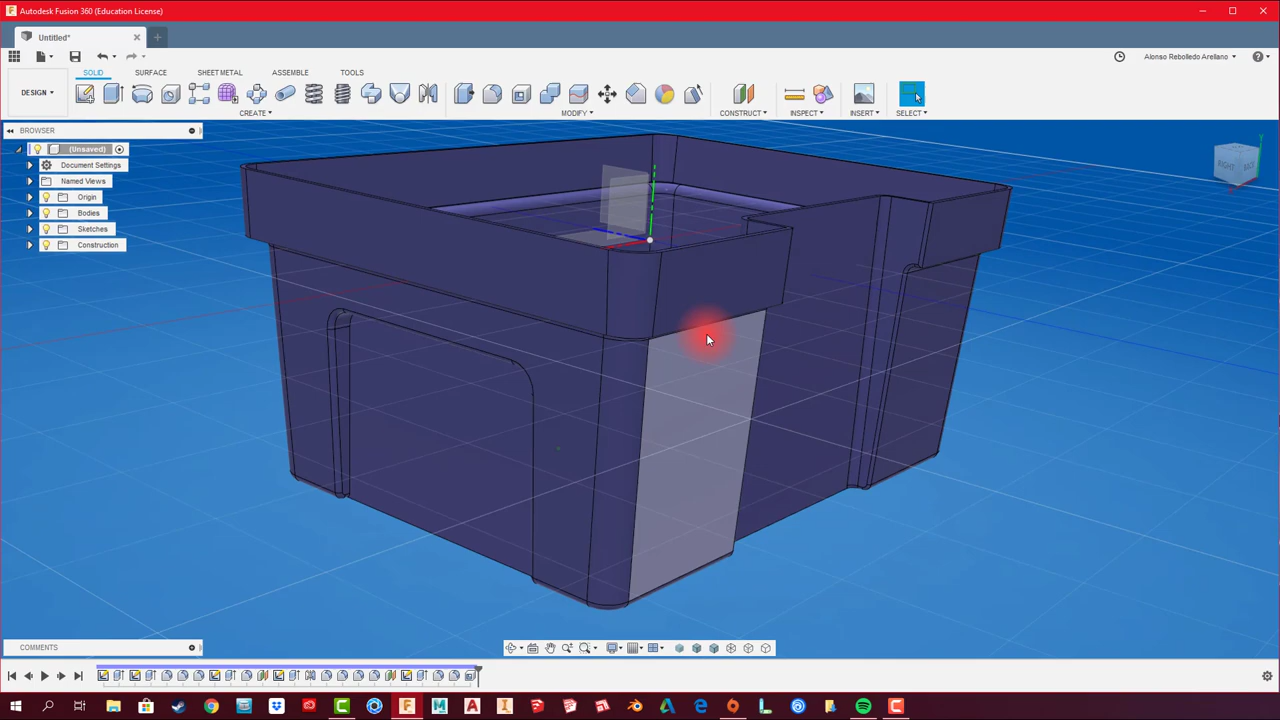 Autodesk Fusion 360 (Education License)
Untitled*
Alonso Rebolledo Arellano
DESIGN
SOLID SURFACE SHEET METAL ASSEMBLE TOOLS
CREATE MODIFY CONSTRUCT INSPECT INSERT SELECT
BROWSER
(Unsaved)
Document Settings
Named Views
Origin
Bodies
Sketches
Construction
RIGHT
COMMENTS